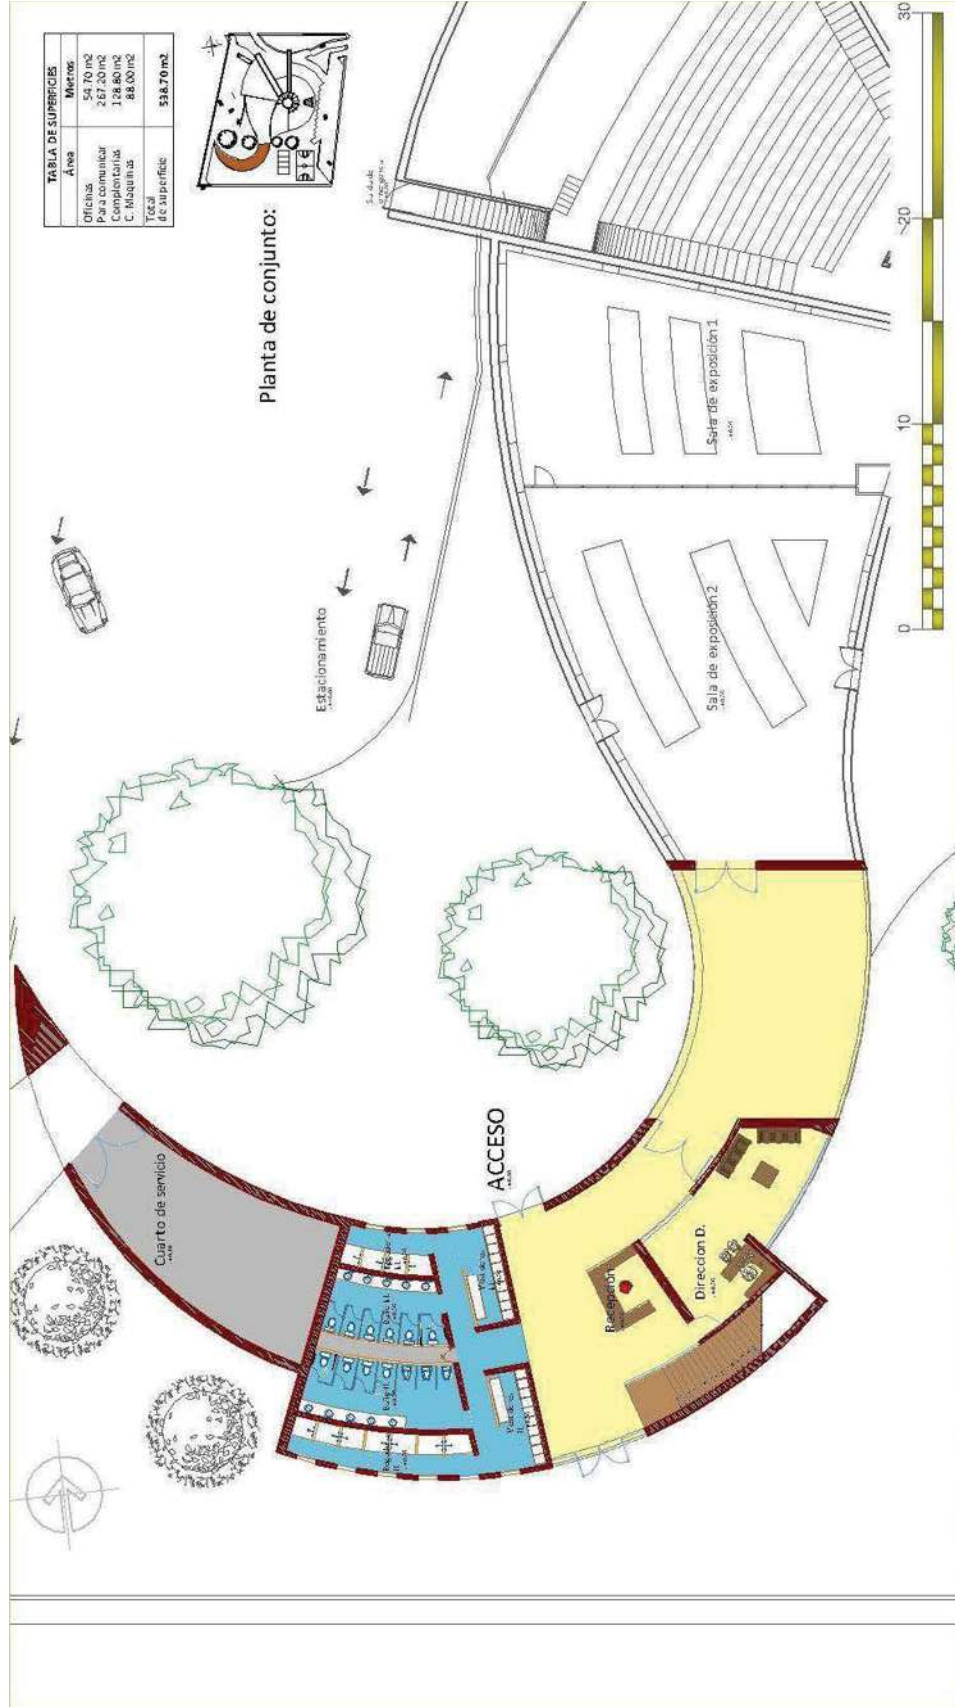 TABLA DE SUPERFICIES
Área Metros
Oficinas 54.70 m2
Para comunicar 267.20 m2
Complentarias 128.80 m2
C. Maquinas 88.00 m2
Total
de superficie 538.70 m2
Planta de conjunto:
Estacionamiento
Cuarto de servicio
ACCESO
Recepción
Direccion D.
Sala de exposición 2
Sala de exposición 1
0 10 20 30